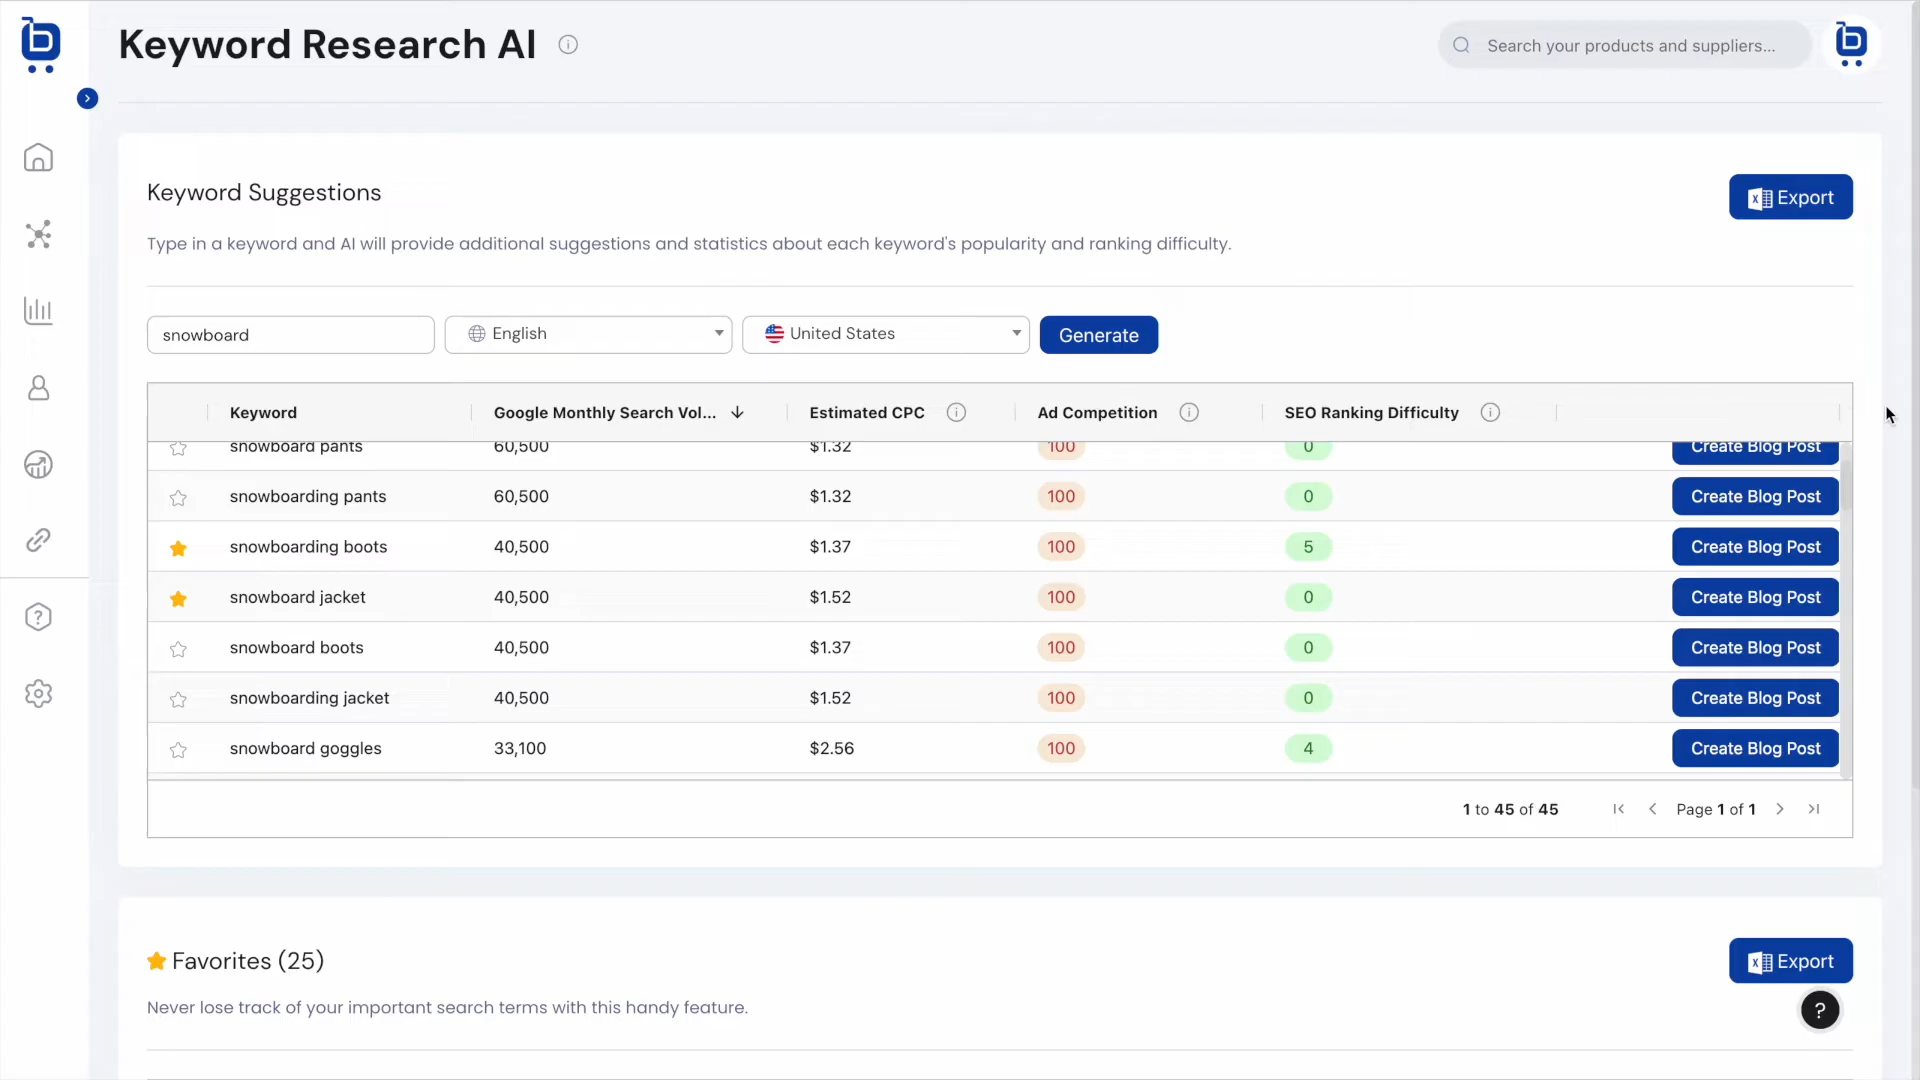 Keyword Research AI
Search your products and suppliers...
Keyword Suggestions
Export
Type in a keyword and AI will provide additional suggestions and statistics about each keyword's popularity and ranking difficulty.
snowboard English United States Generate
Keyword Google Monthly Search Vol... Estimated CPC Ad Competition SEO Ranking Difficulty
snowboard pants 60,500 $1.32 100 0 Create Blog Post
snowboarding pants 60,500 $1.32 100 0 Create Blog Post
snowboarding boots 40,500 $1.37 100 5 Create Blog Post
snowboard jacket 40,500 $1.52 100 0 Create Blog Post
snowboard boots 40,500 $1.37 100 0 Create Blog Post
snowboarding jacket 40,500 $1.52 100 0 Create Blog Post
snowboard goggles 33,100 $2.56 100 4 Create Blog Post
1 to 45 of 45 Page 1 of 1
Favorites (25)
Export
Never lose track of your important search terms with this handy feature.
?